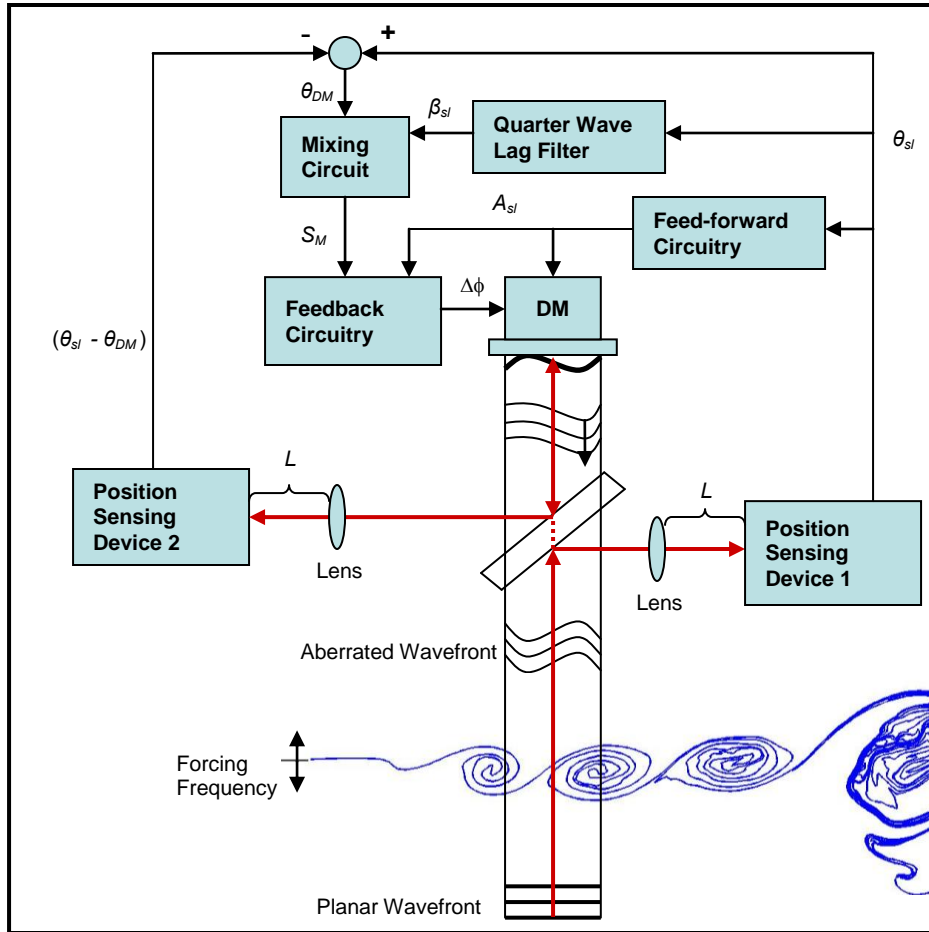 -
+
θDM
βsl
Quarter Wave
Lag Filter
θsl
Mixing
Circuit
Asl
Feed-forward
Circuitry
SM
Feedback
Circuitry
Δϕ
DM
(θsl - θDM)
L
Position
Sensing
Device 2
Lens
L
Position
Sensing
Device 1
Lens
Aberrated Wavefront
Forcing
Frequency
Planar Wavefront